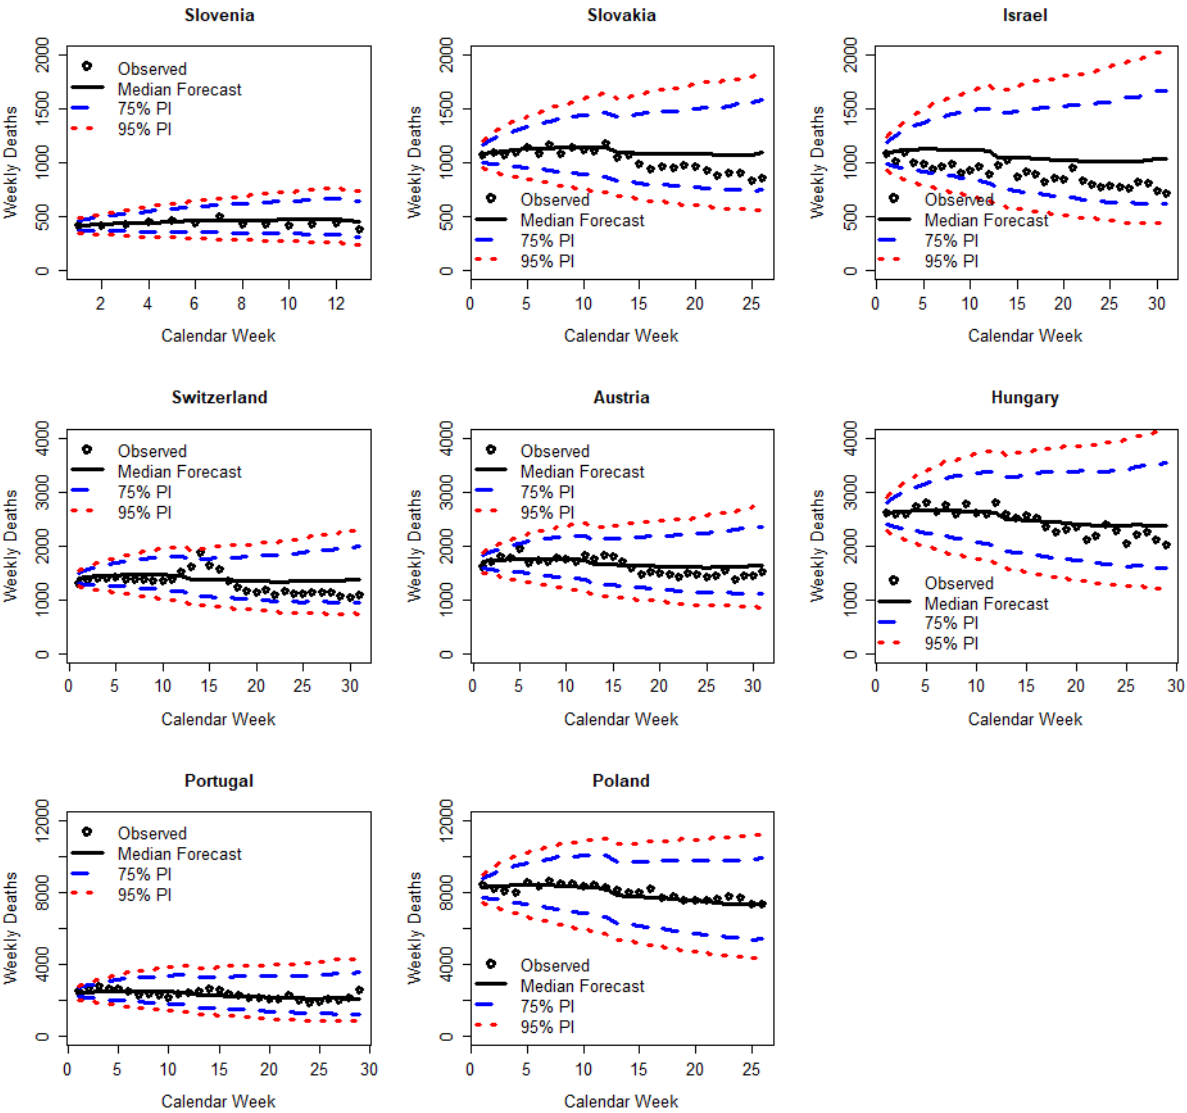 Slovenia
Weekly Deaths
2000
1500
1000
500
0
Observed
Median Forecast
75% PI
95% PI
2 4 6 8 10 12
Calendar Week
Slovakia
Weekly Deaths
2000
1500
1000
500
0
Observed
Median Forecast
75% PI
95% PI
0 5 10 15 20 25
Calendar Week
Israel
Weekly Deaths
2000
1500
1000
500
0
Observed
Median Forecast
75% PI
95% PI
0 5 10 15 20 25 30
Calendar Week
Switzerland
Weekly Deaths
4000
3000
2000
1000
0
Observed
Median Forecast
75% PI
95% PI
0 5 10 15 20 25 30
Calendar Week
Austria
Weekly Deaths
4000
3000
2000
1000
0
Observed
Median Forecast
75% PI
95% PI
0 5 10 15 20 25 30
Calendar Week
Hungary
Weekly Deaths
4000
3000
2000
1000
0
Observed
Median Forecast
75% PI
95% PI
0 5 10 15 20 25 30
Calendar Week
Portugal
Weekly Deaths
12000
8000
4000
0
Observed
Median Forecast
75% PI
95% PI
0 5 10 15 20 25 30
Calendar Week
Poland
Weekly Deaths
12000
8000
4000
0
Observed
Median Forecast
75% PI
95% PI
0 5 10 15 20 25
Calendar Week